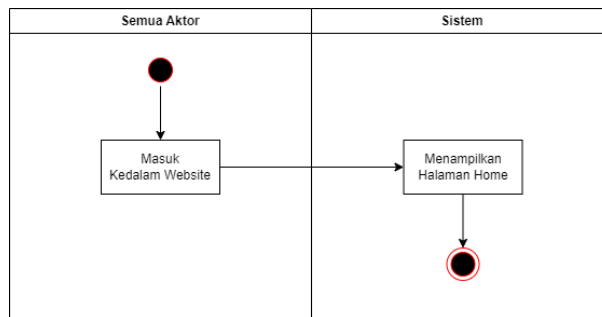 Semua Aktor
Sistem
Masuk
Kedalam Website
Menampilkan
Halaman Home